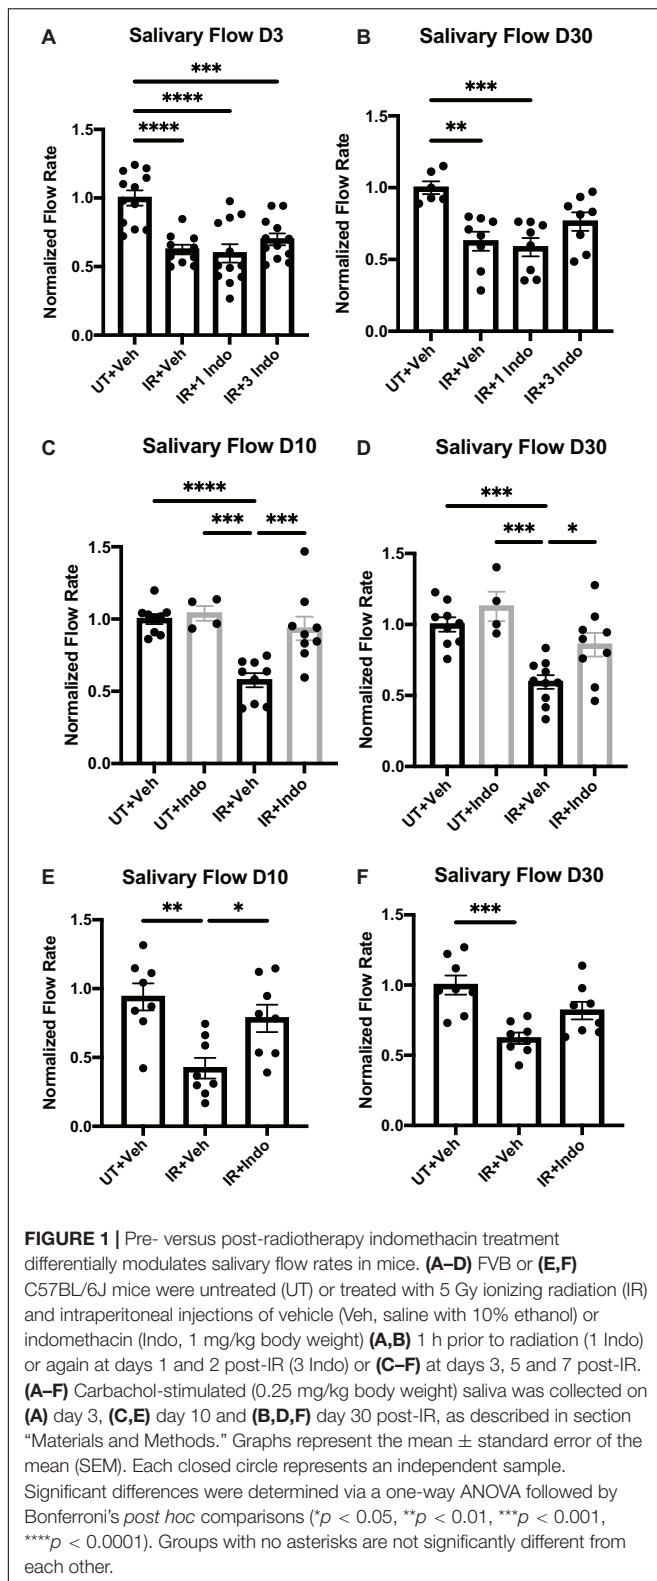 A Salivary Flow D3
***
****
****
Normalized Flow Rate
1.5
1.0
0.5
0.0
UT+Veh
IR+Veh
IR+1 Indo
IR+3 Indo
B Salivary Flow D30
***
**
Normalized Flow Rate
1.5
1.0
0.5
0.0
UT+Veh
IR+Veh
IR+1 Indo
IR+3 Indo
C Salivary Flow D10
****
*** ***
Normalized Flow Rate
1.5
1.0
0.5
0.0
UT+Veh
UT+Indo
IR+Veh
IR+Indo
D Salivary Flow D30
***
*** *
Normalized Flow Rate
1.5
1.0
0.5
0.0
UT+Veh
UT+Indo
IR+Veh
IR+Indo
E Salivary Flow D10
** *
Normalized Flow Rate
1.5
1.0
0.5
0.0
UT+Veh
IR+Veh
IR+Indo
F Salivary Flow D30
***
Normalized Flow Rate
1.5
1.0
0.5
0.0
UT+Veh
IR+Veh
IR+Indo
FIGURE 1 | Pre- versus post-radiotherapy indomethacin treatment
differentially modulates salivary flow rates in mice. (A–D) FVB or (E,F)
C57BL/6J mice were untreated (UT) or treated with 5 Gy ionizing radiation (IR)
and intraperitoneal injections of vehicle (Veh, saline with 10% ethanol) or
indomethacin (Indo, 1 mg/kg body weight) (A,B) 1 h prior to radiation (1 Indo)
or again at days 1 and 2 post-IR (3 Indo) or (C–F) at days 3, 5 and 7 post-IR.
(A–F) Carbachol-stimulated (0.25 mg/kg body weight) saliva was collected on
(A) day 3, (C,E) day 10 and (B,D,F) day 30 post-IR, as described in section
“Materials and Methods.” Graphs represent the mean ± standard error of the
mean (SEM). Each closed circle represents an independent sample.
Significant differences were determined via a one-way ANOVA followed by
Bonferroni’s post hoc comparisons (*p < 0.05, **p < 0.01, ***p < 0.001,
****p < 0.0001). Groups with no asterisks are not significantly different from
each other.